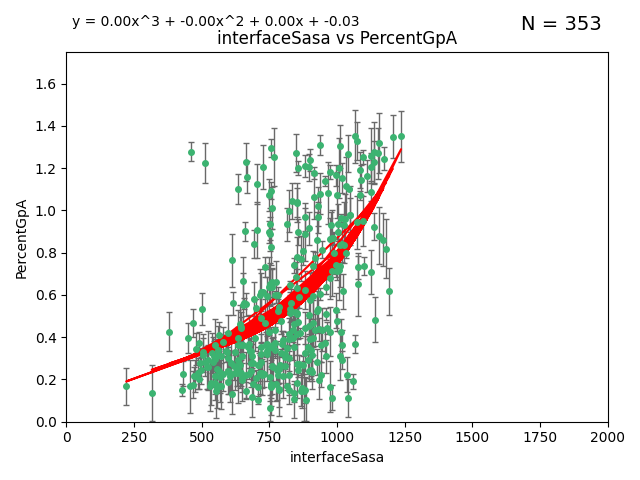 y = 0.00x^3 + -0.00x^2 + 0.00x + -0.03
N = 353
interfaceSasa vs PercentGpA
PercentGpA
1.6
1.4
1.2
1.0
0.8
0.6
0.4
0.2
0.0
0 250 500 750 1000 1250 1500 1750 2000
interfaceSasa